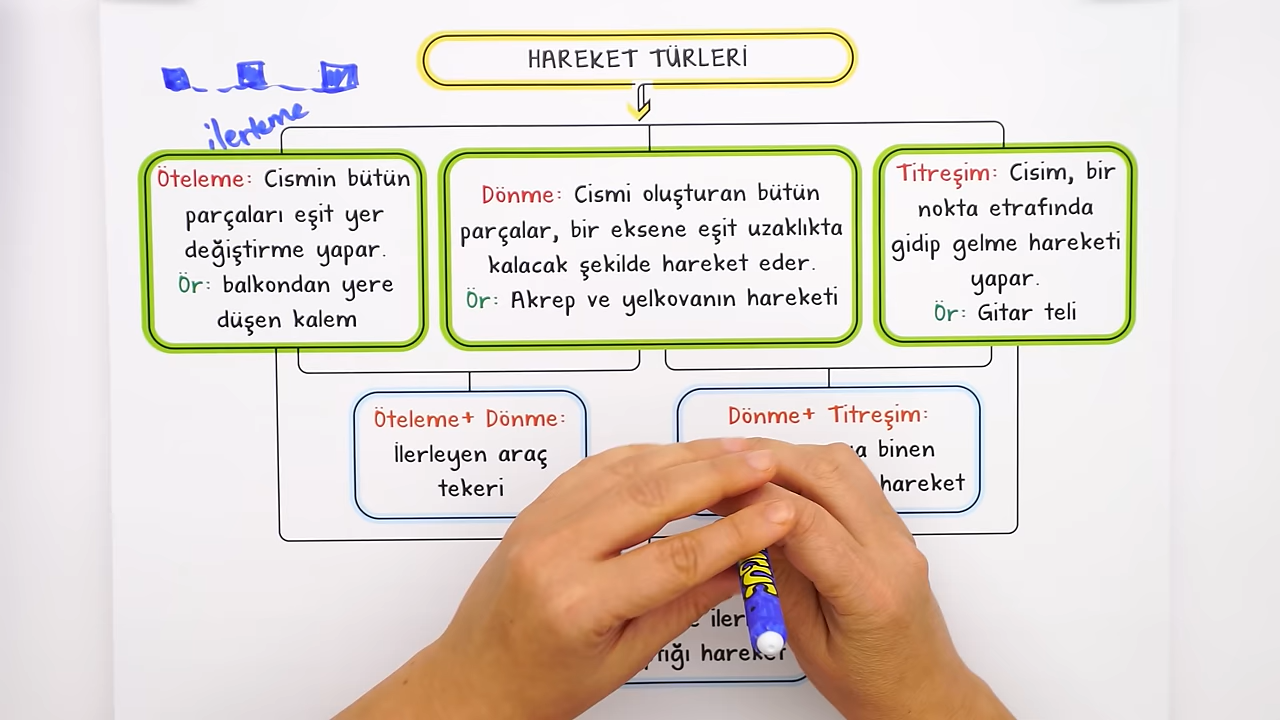 HAREKET TÜRLERİ
ilerleme
Öteleme: Cismin bütün
parçaları eşit yer
değiştirme yapar.
Ör: balkondan yere
düşen kalem
Dönme: Cismi oluşturan bütün
parçalar, bir eksene eşit uzaklıkta
kalacak şekilde hareket eder.
Ör: Akrep ve yelkovanın hareketi
Titreşim: Cisim, bir
nokta etrafında
gidip gelme hareketi
yapar.
Ör: Gitar teli
Öteleme+ Dönme:
İlerleyen araç
tekeri
Dönme+ Titreşim:
binen
hareket
hareket